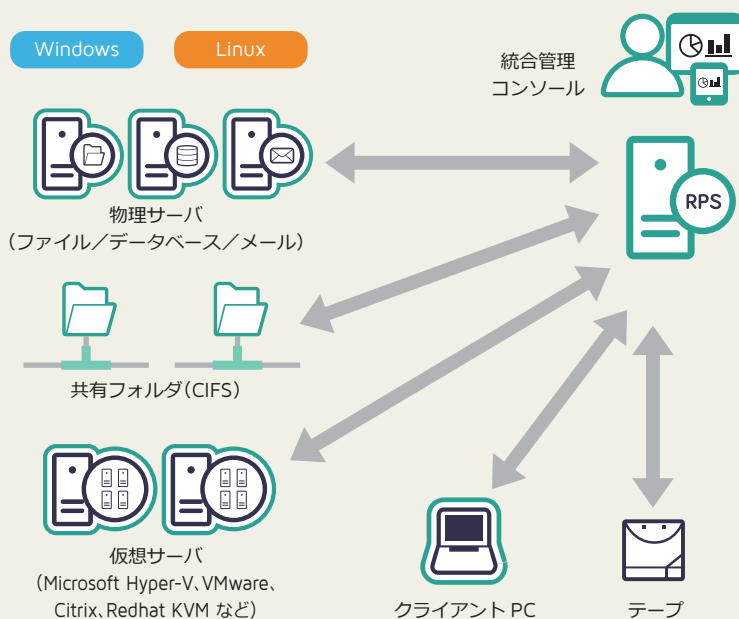 Windows
Linux
統合管理
コンソール
RPS
物理サーバ
（ファイル／データベース／メール）
共有フォルダ（CIFS）
仮想サーバ
（Microsoft Hyper-V、VMware、
Citrix、Redhat KVM など）
クライアント PC
テープ